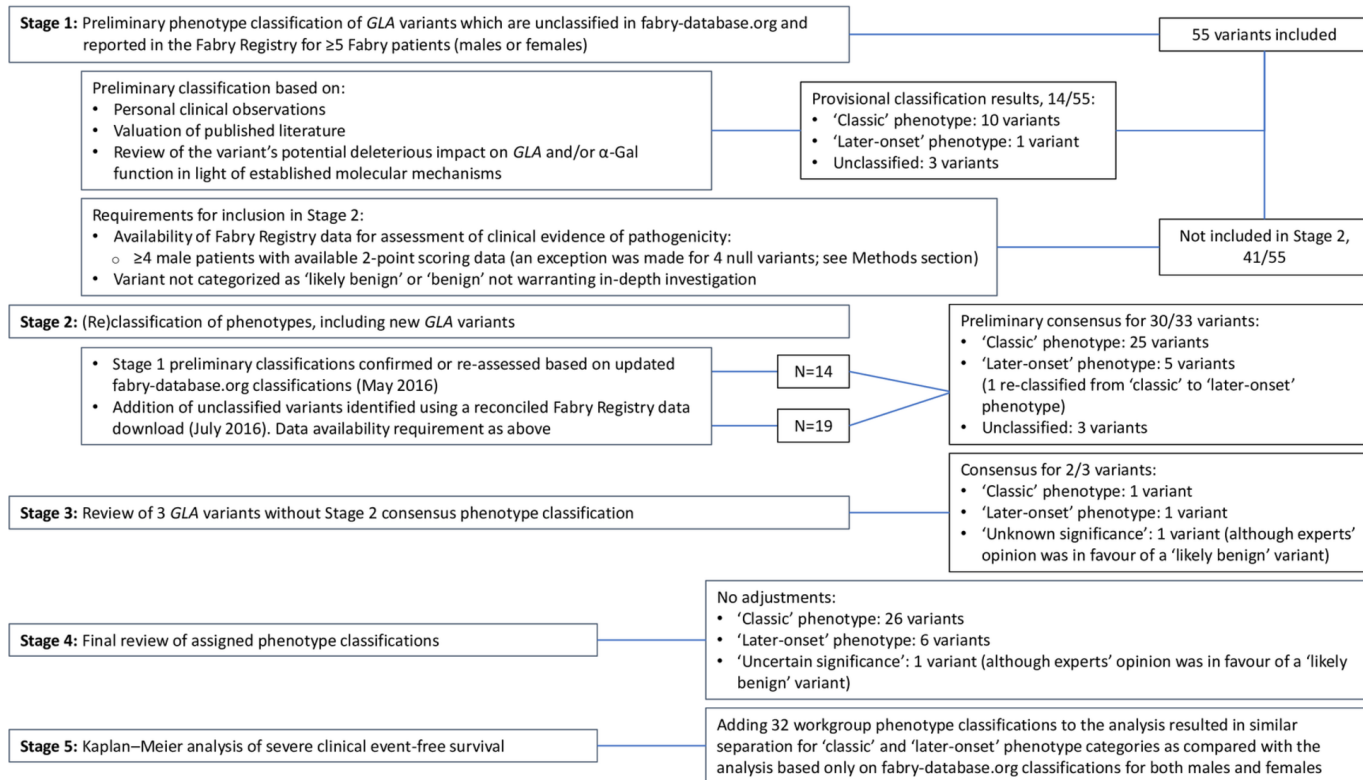 Stage 1: Preliminary phenotype classification of GLA variants which are unclassified in fabry-database.org and
reported in the Fabry Registry for ≥5 Fabry patients (males or females)
55 variants included
Preliminary classification based on:
• Personal clinical observations
• Valuation of published literature
• Review of the variant's potential deleterious impact on GLA and/or α-Gal
function in light of established molecular mechanisms
Provisional classification results, 14/55:
• 'Classic' phenotype: 10 variants
• 'Later-onset' phenotype: 1 variant
• Unclassified: 3 variants
Requirements for inclusion in Stage 2:
• Availability of Fabry Registry data for assessment of clinical evidence of pathogenicity:
○ ≥4 male patients with available 2-point scoring data (an exception was made for 4 null variants; see Methods section)
• Variant not categorized as 'likely benign' or 'benign' not warranting in-depth investigation
Not included in Stage 2,
41/55
Stage 2: (Re)classification of phenotypes, including new GLA variants
• Stage 1 preliminary classifications confirmed or re-assessed based on updated
fabry-database.org classifications (May 2016)
• Addition of unclassified variants identified using a reconciled Fabry Registry data
download (July 2016). Data availability requirement as above
N=14
N=19
Preliminary consensus for 30/33 variants:
• 'Classic' phenotype: 25 variants
• 'Later-onset' phenotype: 5 variants
(1 re-classified from 'classic' to 'later-onset'
phenotype)
• Unclassified: 3 variants
Stage 3: Review of 3 GLA variants without Stage 2 consensus phenotype classification
Consensus for 2/3 variants:
• 'Classic' phenotype: 1 variant
• 'Later-onset' phenotype: 1 variant
• 'Unknown significance': 1 variant (although experts'
opinion was in favour of a 'likely benign' variant)
Stage 4: Final review of assigned phenotype classifications
No adjustments:
• 'Classic' phenotype: 26 variants
• 'Later-onset' phenotype: 6 variants
• 'Uncertain significance': 1 variant (although experts' opinion was in favour of a 'likely
benign' variant)
Stage 5: Kaplan–Meier analysis of severe clinical event-free survival
Adding 32 workgroup phenotype classifications to the analysis resulted in similar
separation for 'classic' and 'later-onset' phenotype categories as compared with the
analysis based only on fabry-database.org classifications for both males and females